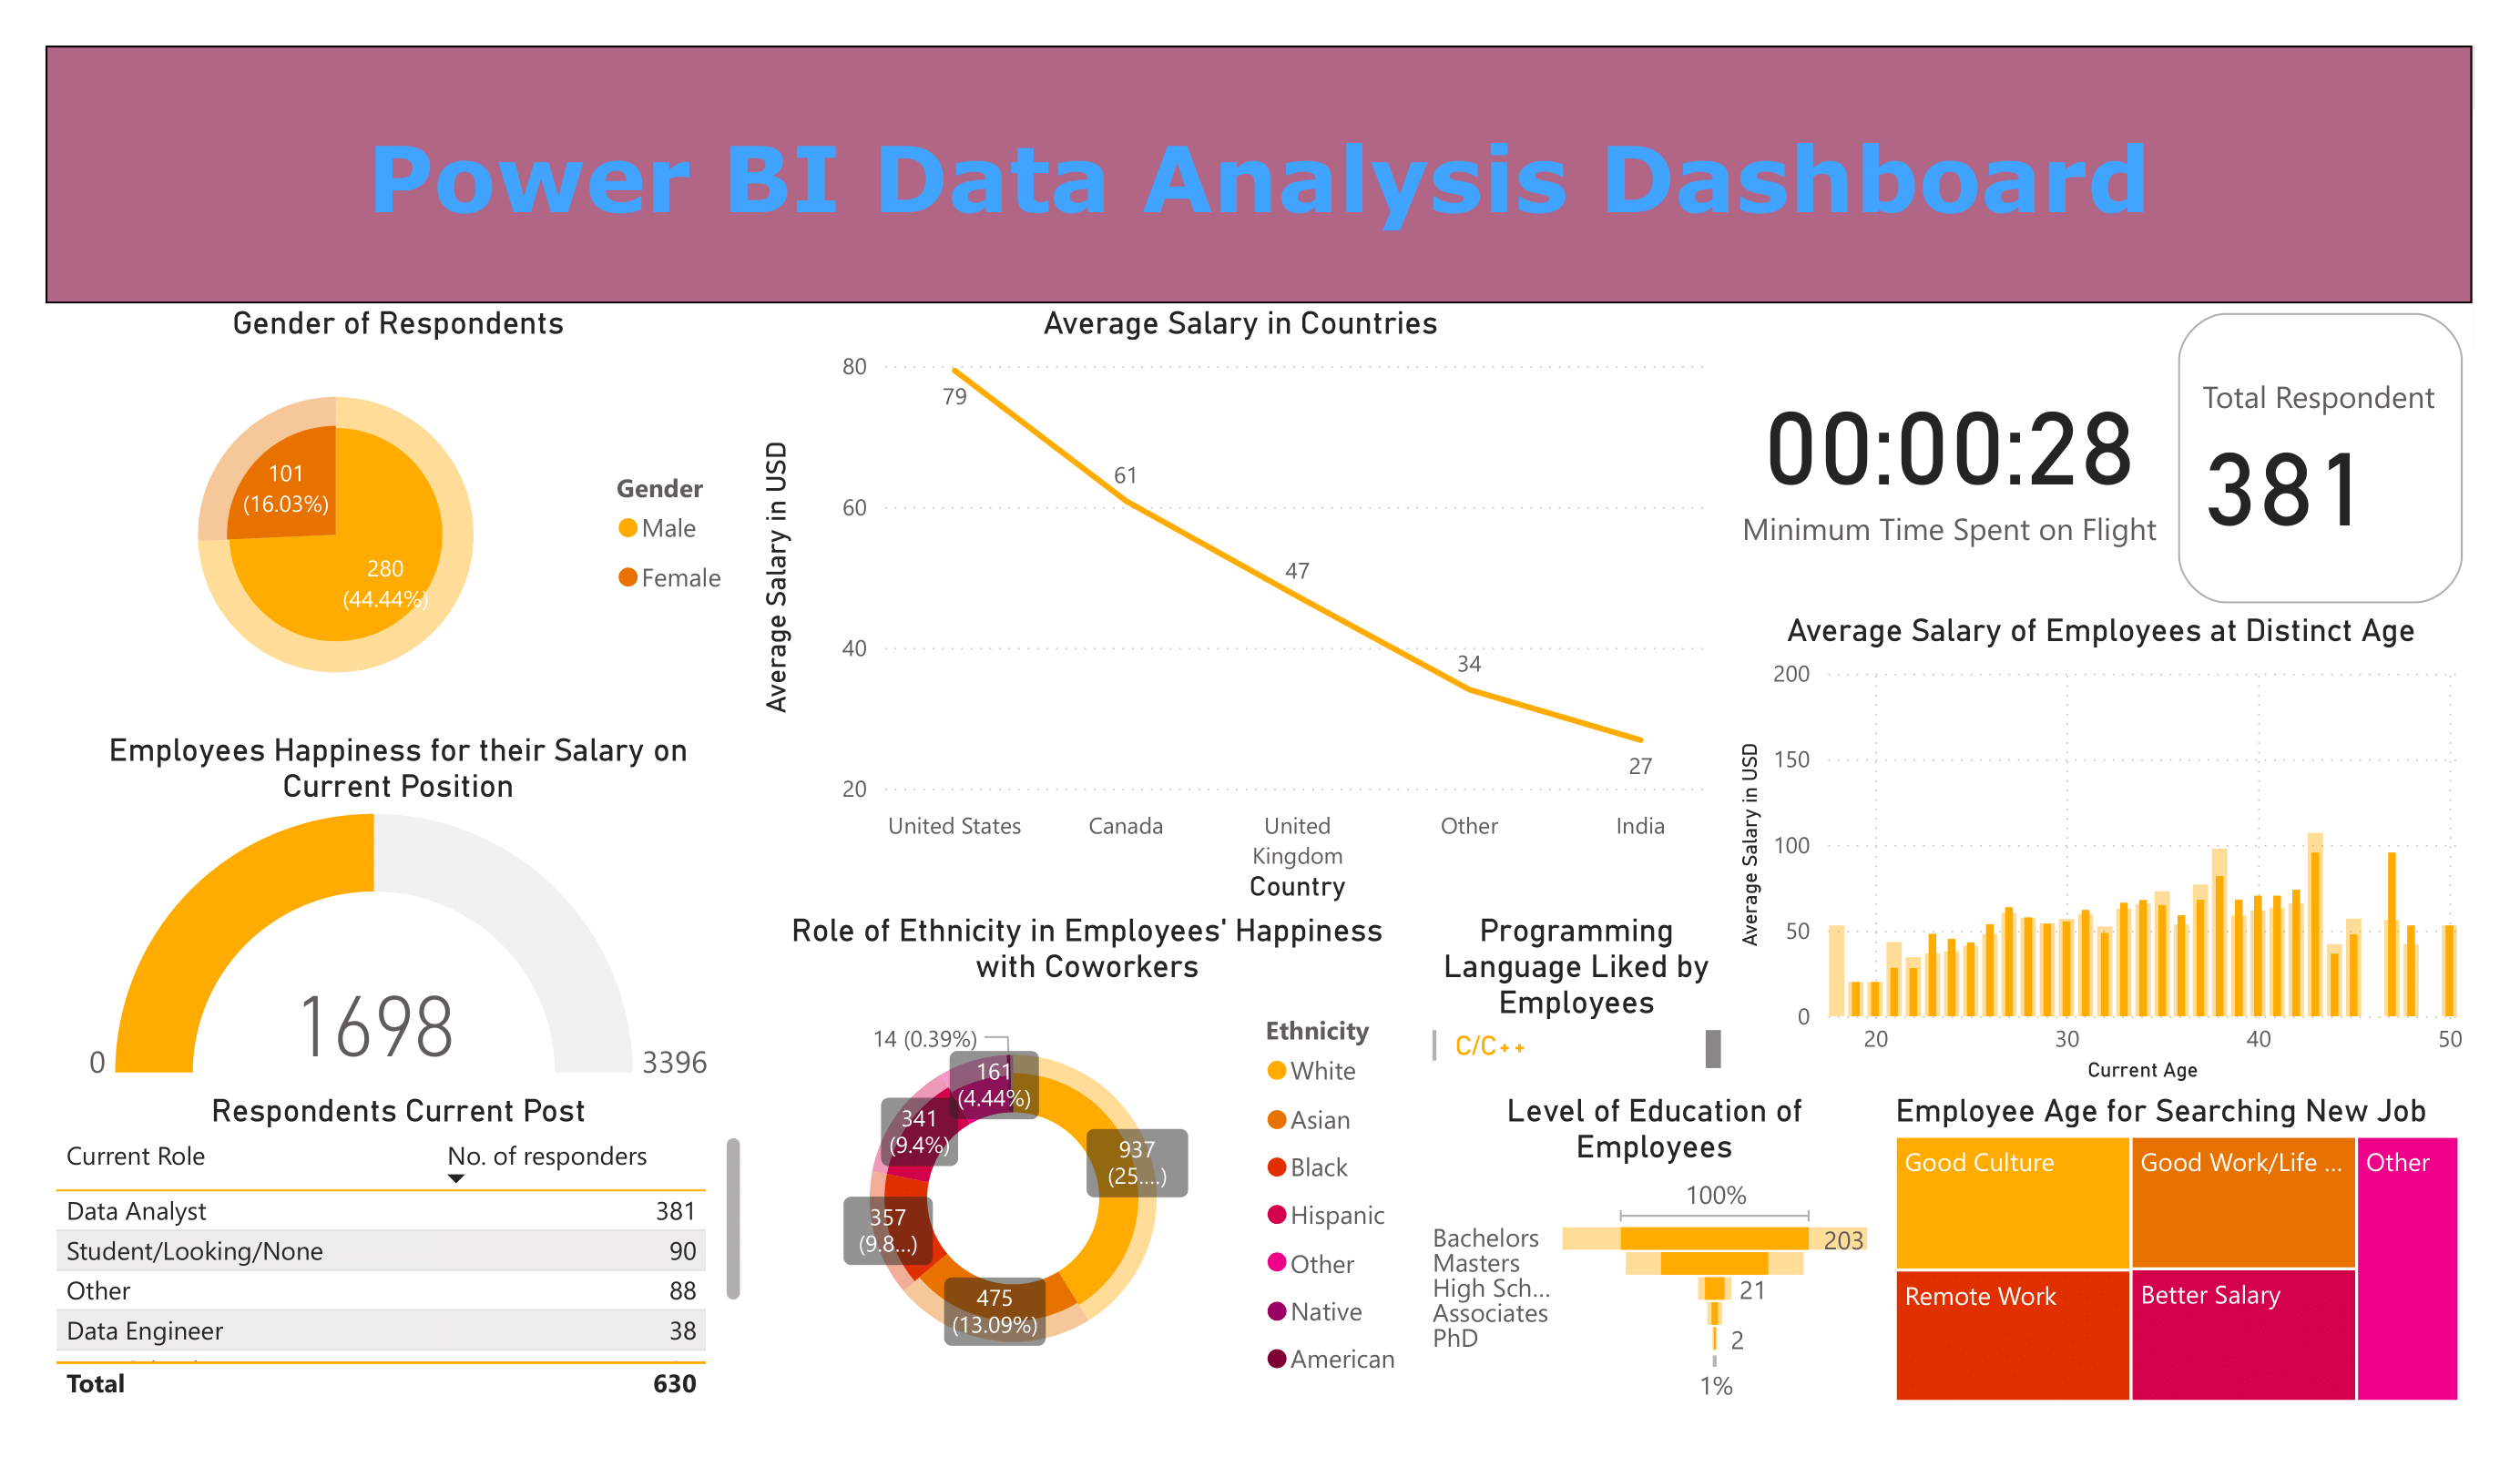 Power BI Data Analysis Dashboard
Gender of Respondents
101
(16.03%)
280
(44.44%)
Gender
Male
Female
Average Salary in Countries
Average Salary in USD
80
60
40
20
79
61
47
34
27
United States
Canada
United
Kingdom
Other
India
Country
00:00:28
Minimum Time Spent on Flight
Total Respondent
381
Employees Happiness for their Salary on
Current Position
1698
0
3396
Average Salary of Employees at Distinct Age
Average Salary in USD
200
150
100
50
0
20
30
40
50
Current Age
Respondents Current Post
Current Role No. of responders
Data Analyst 381
Student/Looking/None 90
Other 88
Data Engineer 38
Total 630
Role of Ethnicity in Employees' Happiness
with Coworkers
14 (0.39%)
161
(4.44%)
341
(9.4%)
937
(25....)
357
(9.8...)
475
(13.09%)
Ethnicity
White
Asian
Black
Hispanic
Other
Native
American
Programming
Language Liked by
Employees
C/C++
Level of Education of
Employees
100%
Bachelors 203
Masters
High Sch... 21
Associates
PhD 2
1%
Employee Age for Searching New Job
Good Culture
Good Work/Life ...
Other
Remote Work
Better Salary